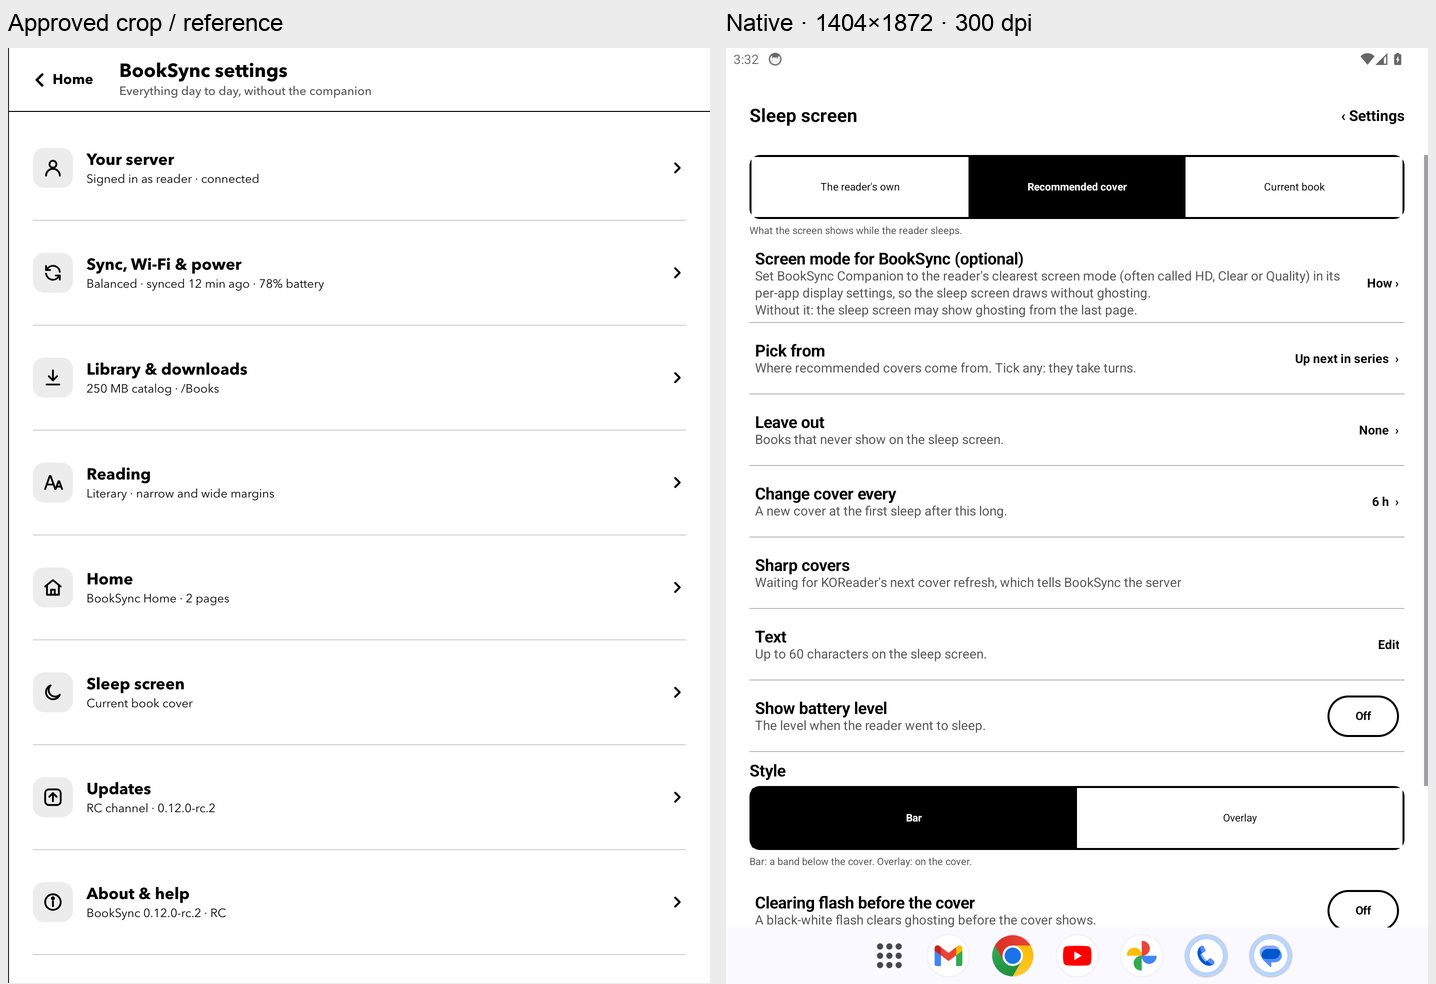 Approved crop / reference
Home
BookSync settings
Everything day to day, without the companion
Your server
Signed in as reader · connected
Sync, Wi-Fi & power
Balanced · synced 12 min ago · 78% battery
Library & downloads
250 MB catalog · /Books
Reading
Literary · narrow and wide margins
Home
BookSync Home · 2 pages
Sleep screen
Current book cover
Updates
RC channel · 0.12.0-rc.2
About & help
BookSync 0.12.0-rc.2 · RC
Native · 1404×1872 · 300 dpi
3:32
Sleep screen
‹ Settings
The reader's own
Recommended cover
Current book
What the screen shows while the reader sleeps.
Screen mode for BookSync (optional)
Set BookSync Companion to the reader's clearest screen mode (often called HD, Clear or Quality) in its
per-app display settings, so the sleep screen draws without ghosting.
Without it: the sleep screen may show ghosting from the last page.
How ›
Pick from
Where recommended covers come from. Tick any: they take turns.
Up next in series ›
Leave out
Books that never show on the sleep screen.
None ›
Change cover every
A new cover at the first sleep after this long.
6 h ›
Sharp covers
Waiting for KOReader's next cover refresh, which tells BookSync the server
Text
Up to 60 characters on the sleep screen.
Edit
Show battery level
The level when the reader went to sleep.
Off
Style
Bar
Overlay
Bar: a band below the cover. Overlay: on the cover.
Clearing flash before the cover
A black-white flash clears ghosting before the cover shows.
Off